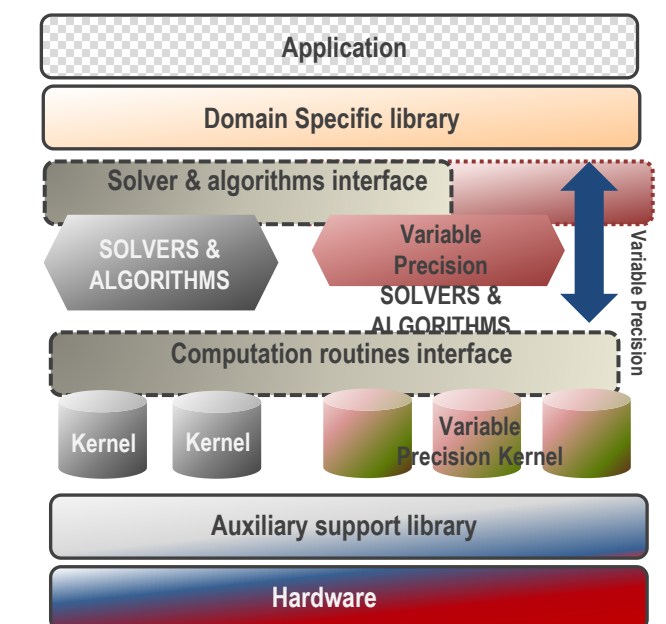 Application
Domain Specific library
Solver & algorithms interface
SOLVERS &
ALGORITHMS
Variable
Precision
SOLVERS &
ALGORITHMS
Variable Precision
Computation routines interface
Kernel
Kernel
Variable
Precision Kernel
Auxiliary support library
Hardware